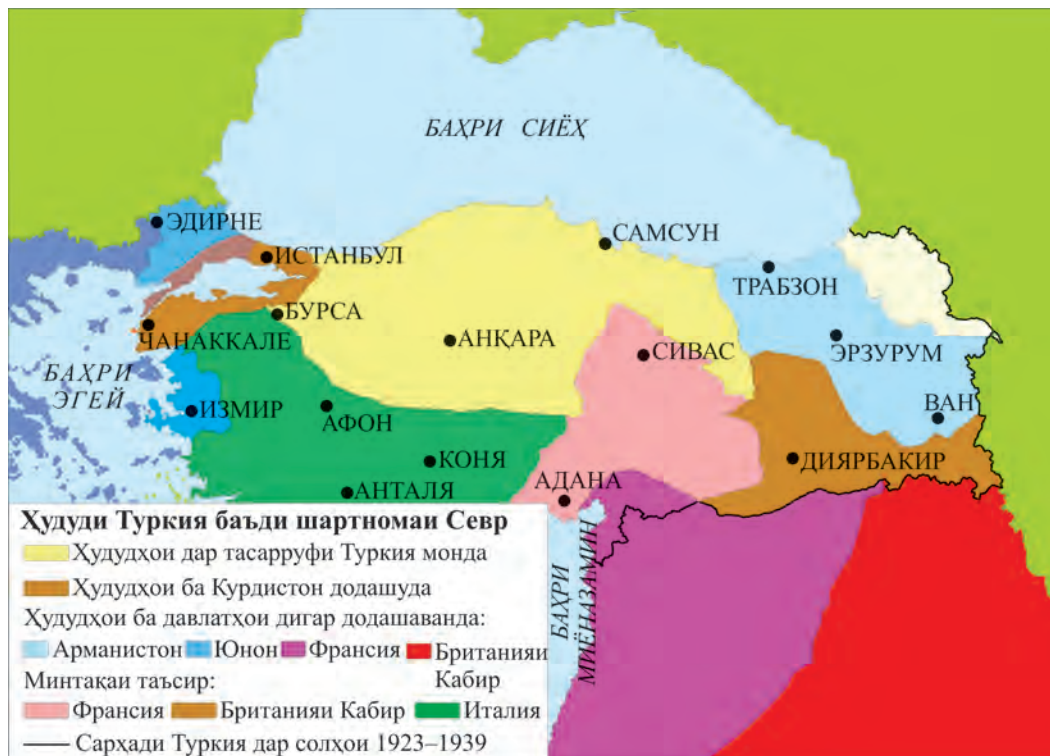 БАҲРИ СИЁҲ
ЭДИРНЕ
САМСУН
ИСТАНБУЛ
ТРАБЗОН
БУРСА
ЧАНАККАЛЕ
АНҚАРА
СИВАС
ЭРЗУРУМ
БАҲРИ
ЭГЕЙ
ИЗМИР
АФОН
ВАН
КОНЯ
ДИЯРБАКИР
АДАНА
АНТАЛЯ
БАҲРИ
МИЁНАЗАМИН
Ҳудуди Туркия баъди шартномаи Севр
Ҳудудҳои дар тасарруфи Туркия монда
Ҳудудҳои ба Курдистон додашуда
Ҳудудҳои ба давлатҳои дигар додашаванда:
Арманистон Юнон Франсия Британияи
Кабир
Минтақаи таъсир:
Франсия Британияи Кабир Италия
Сарҳади Туркия дар солҳои 1923–1939